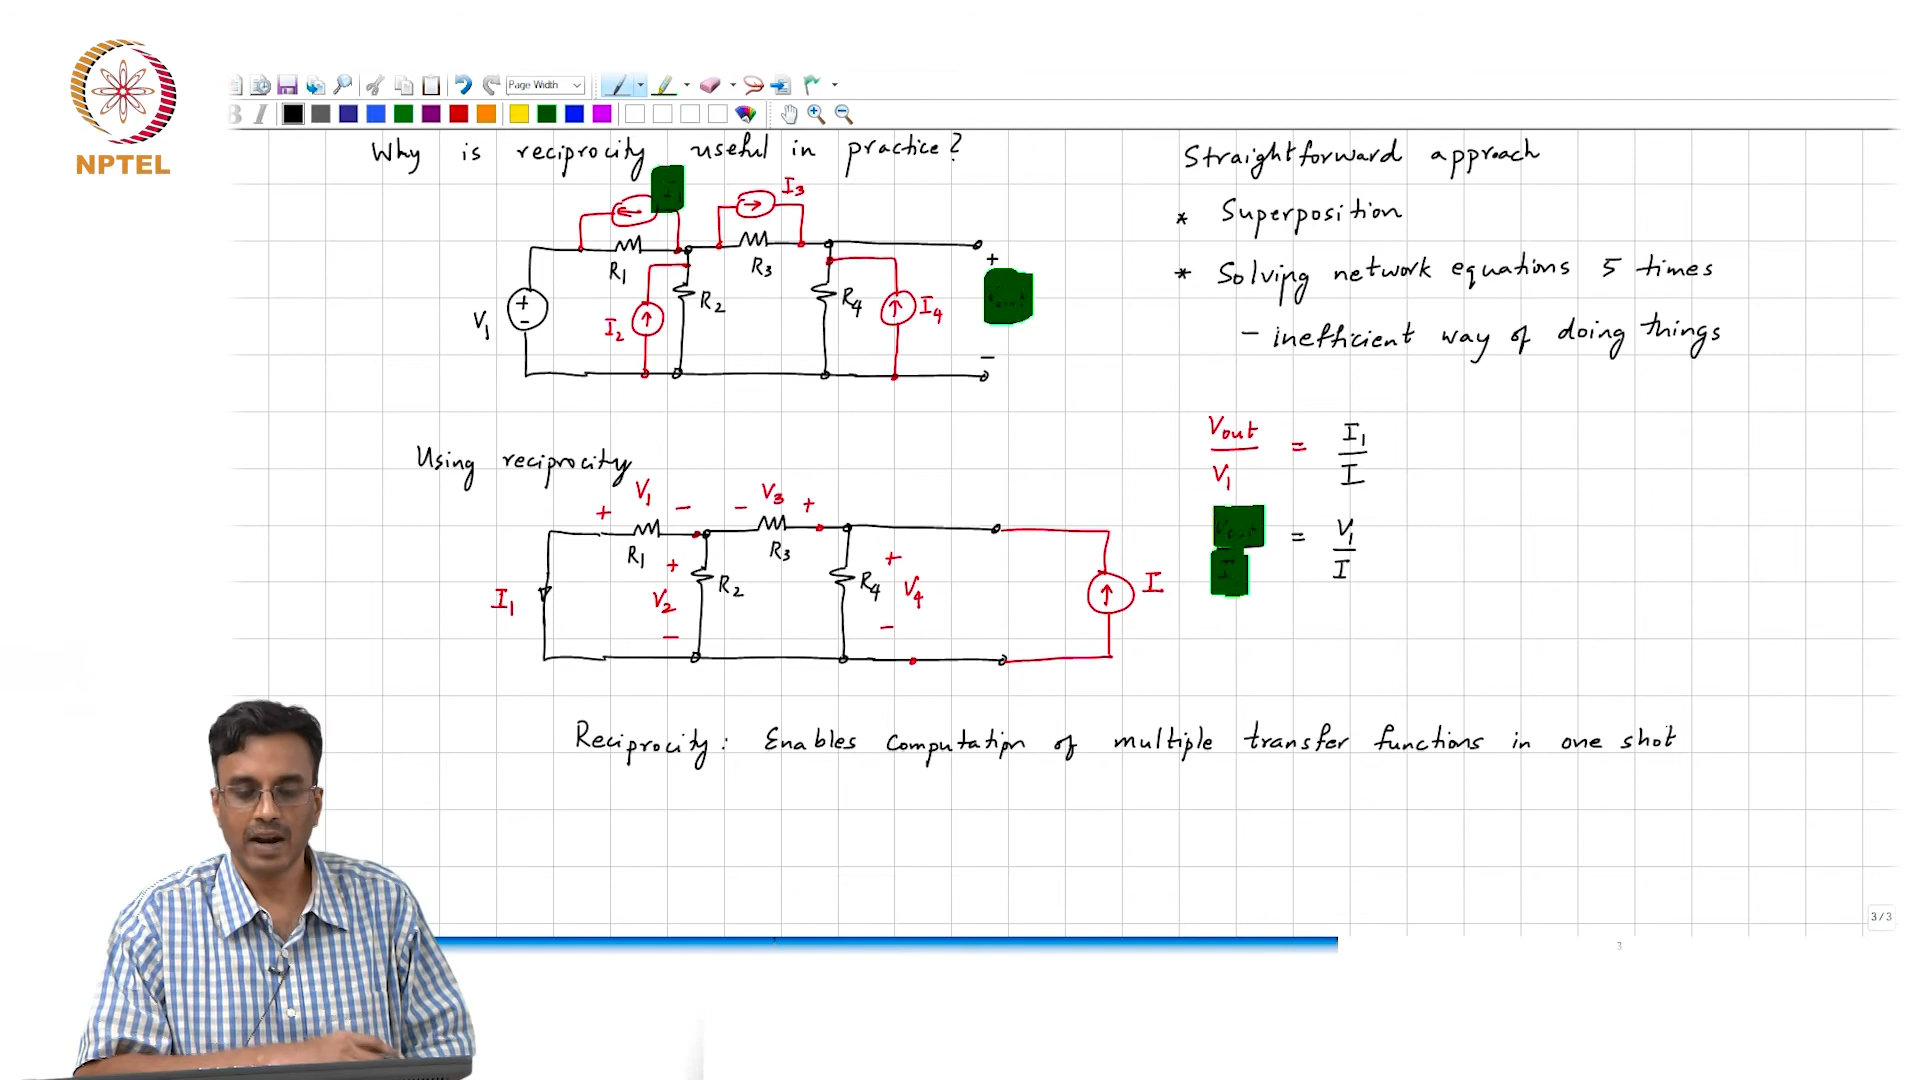 NPTEL
Page Width
B I
Why is reciprocity useful in practice?
I3
R1
R3
+
V1
+
-
I2
R2
R4
I4
-
Straightforward approach
* Superposition
* Solving network equations 5 times
- inefficient way of doing things
Vout / V1 = I1 / I
= V1 / I
Using reciprocity
+ V1 - - V3 +
R1
R3
I1
+
V2
-
R2
R4
+
V4
-
I
Reciprocity: Enables computation of multiple transfer functions in one shot
3/3
3